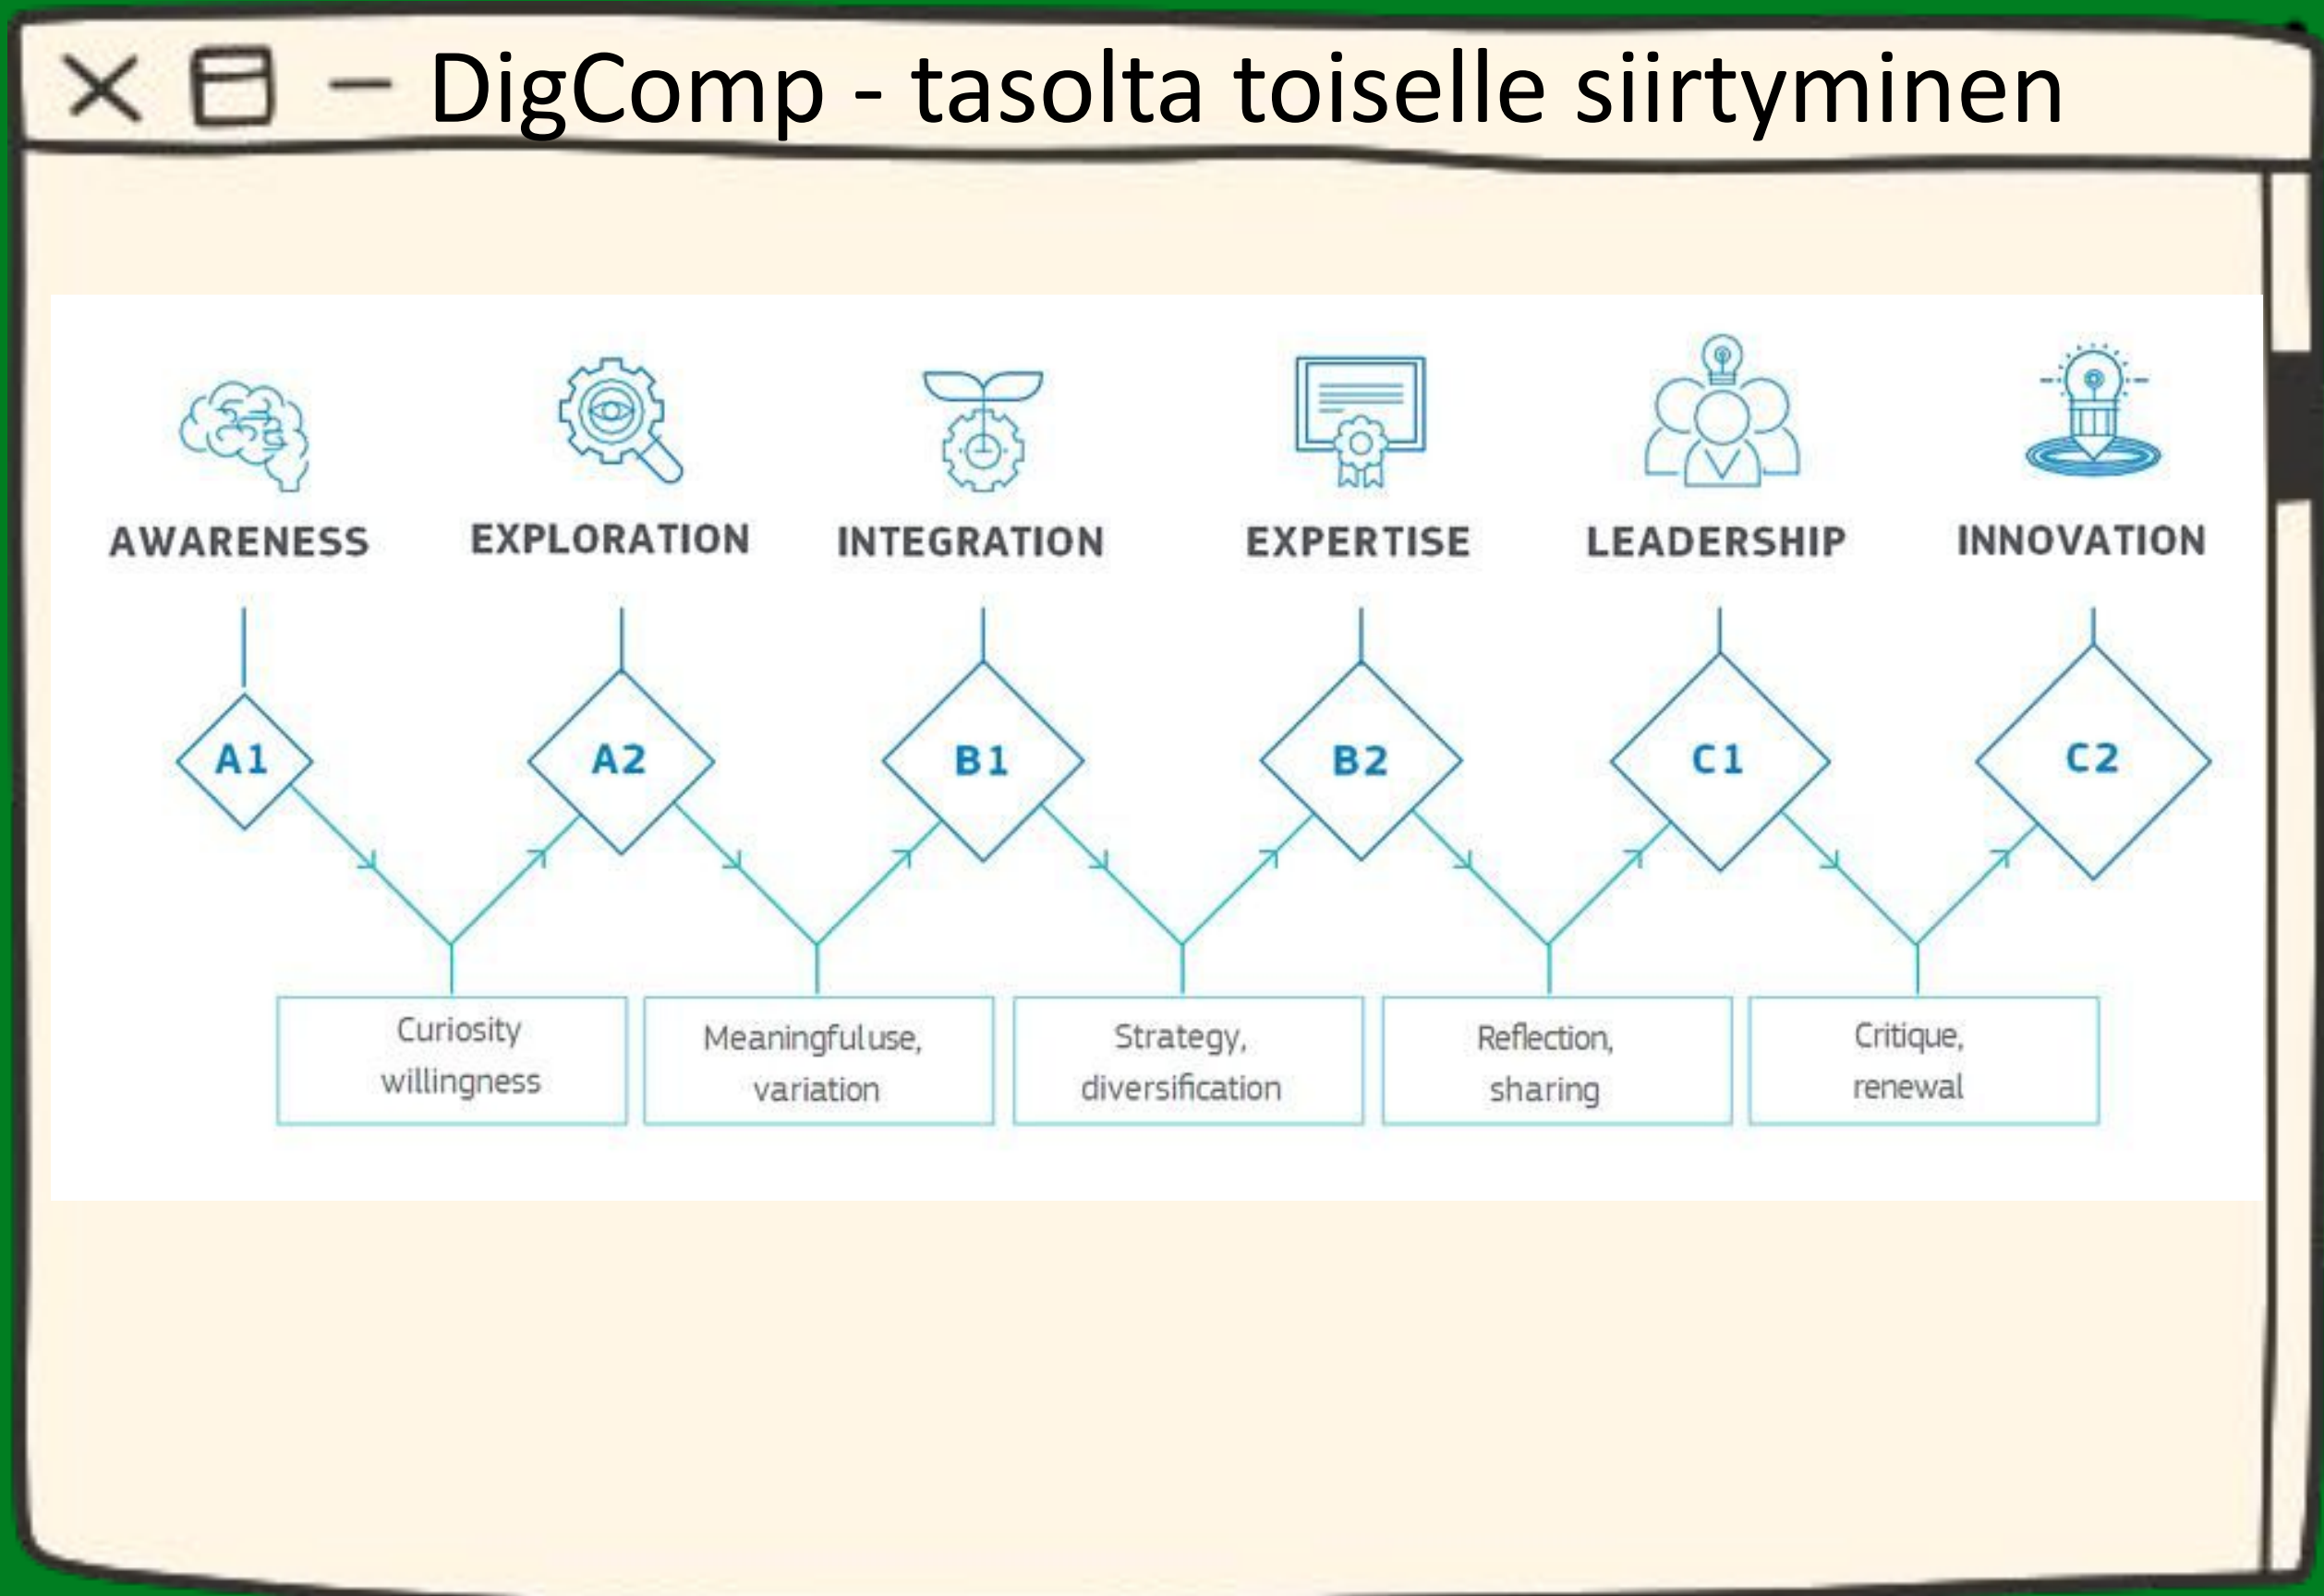 DigComp - tasolta toiselle siirtyminen
AWARENESS
EXPLORATION
INTEGRATION
EXPERTISE
LEADERSHIP
INNOVATION
A1
A2
B1
B2
C1
C2
Curiosity
willingness
Meaningful use,
variation
Strategy,
diversification
Reflection,
sharing
Critique,
renewal